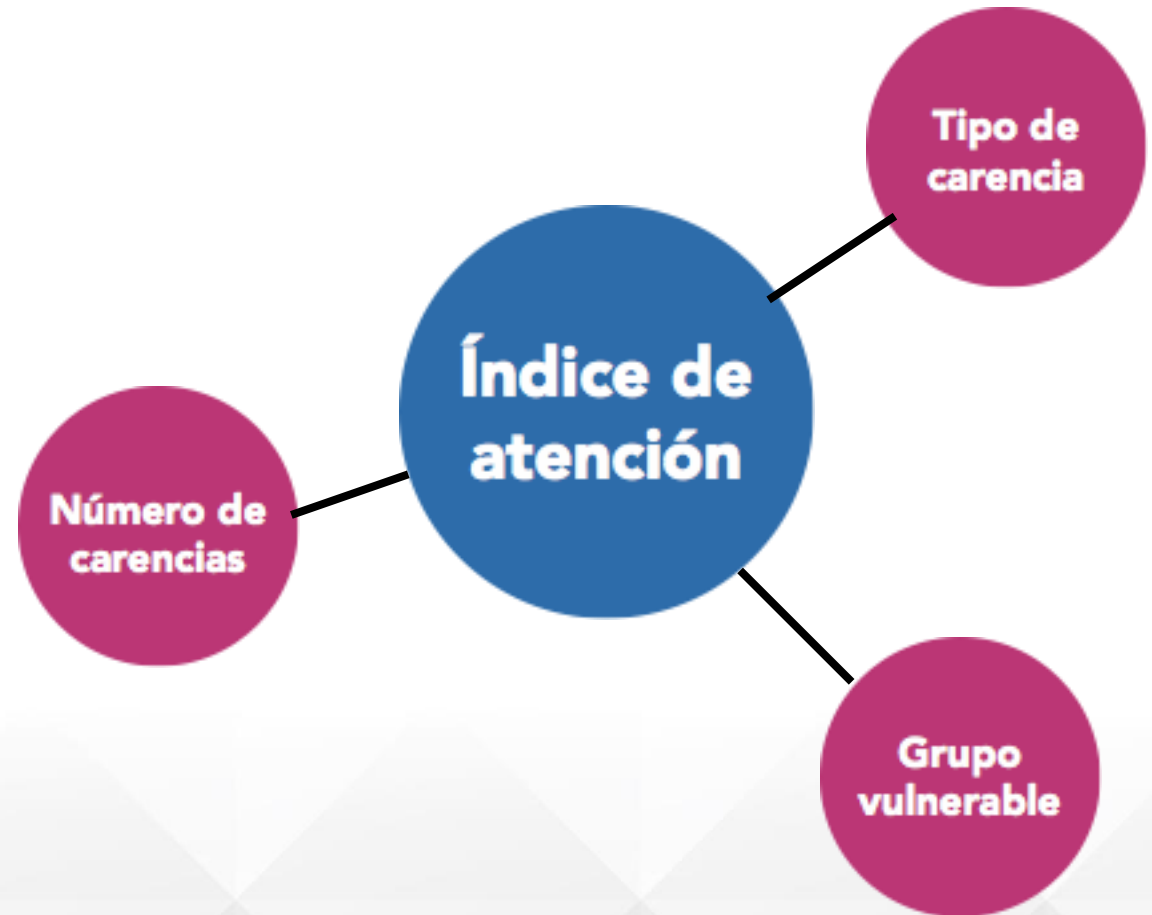 Tipo de
carencia
Índice de
atención
Número de
carencias
Grupo
vulnerable